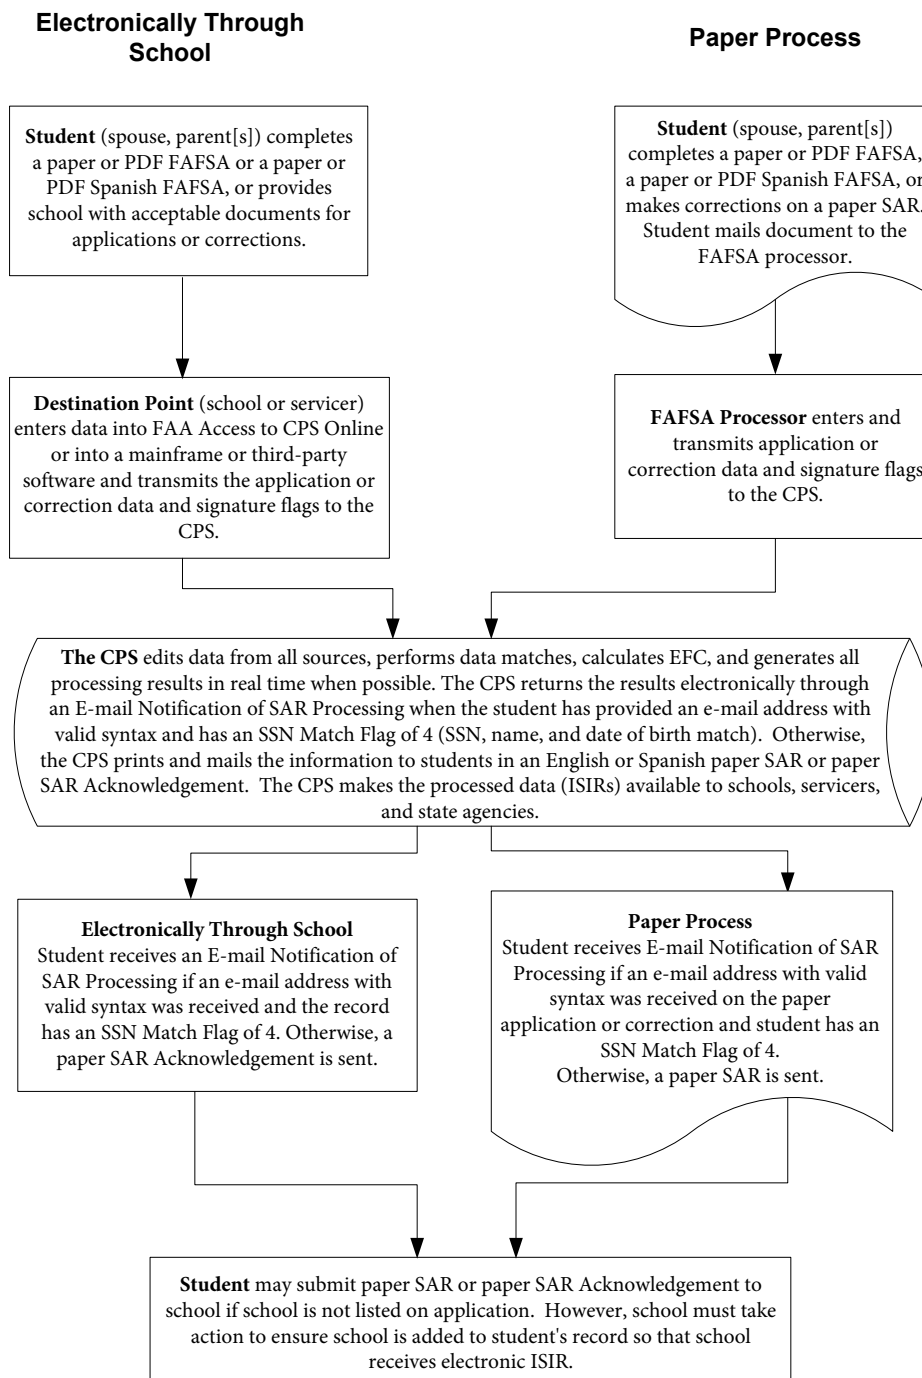 Electronically Through
School
Paper Process
Student (spouse, parent[s]) completes
a paper or PDF FAFSA or a paper or
PDF Spanish FAFSA, or provides
school with acceptable documents for
applications or corrections.
Student (spouse, parent[s])
completes a paper or PDF FAFSA,
a paper or PDF Spanish FAFSA, or
makes corrections on a paper SAR.
Student mails document to the
FAFSA processor.
Destination Point (school or servicer)
enters data into FAA Access to CPS Online
or into a mainframe or third-party
software and transmits the application or
correction data and signature flags to the
CPS.
FAFSA Processor enters and
transmits application or
correction data and signature flags
to the CPS.
The CPS edits data from all sources, performs data matches, calculates EFC, and generates all
processing results in real time when possible. The CPS returns the results electronically through
an E-mail Notification of SAR Processing when the student has provided an e-mail address with
valid syntax and has an SSN Match Flag of 4 (SSN, name, and date of birth match). Otherwise,
the CPS prints and mails the information to students in an English or Spanish paper SAR or paper
SAR Acknowledgement. The CPS makes the processed data (ISIRs) available to schools, servicers,
and state agencies.
Electronically Through School
Student receives an E-mail Notification of
SAR Processing if an e-mail address with
valid syntax was received and the record
has an SSN Match Flag of 4. Otherwise, a
paper SAR Acknowledgement is sent.
Paper Process
Student receives E-mail Notification of SAR
Processing if an e-mail address with valid
syntax was received on the paper
application or correction and student has an
SSN Match Flag of 4.
Otherwise, a paper SAR is sent.
Student may submit paper SAR or paper SAR Acknowledgement to
school if school is not listed on application. However, school must take
action to ensure school is added to student's record so that school
receives electronic ISIR.